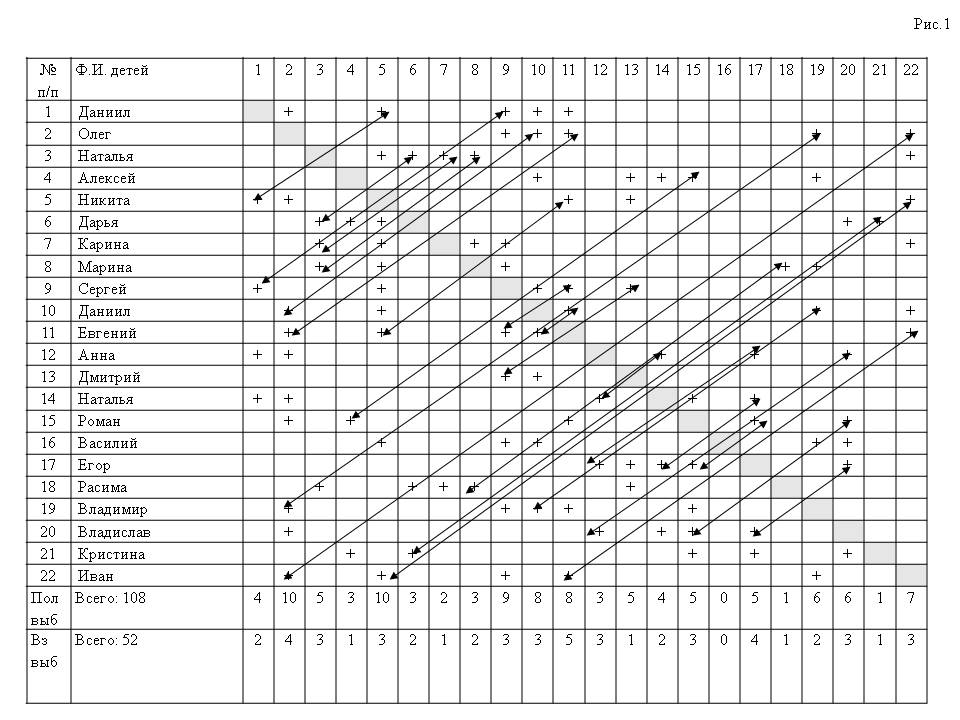 Рис.1
№ п/п Ф.И. детей 1 2 3 4 5 6 7 8 9 10 11 12 13 14 15 16 17 18 19 20 21 22
1 Даниил + + + + +
2 Олег + + + + +
3 Наталья + + + + +
4 Алексей + + + + +
5 Никита + + + + +
6 Дарья + + + + +
7 Карина + + + + +
8 Марина + + + + +
9 Сергей + + + + +
10 Даниил + + + + +
11 Евгений + + + + +
12 Анна + + + + +
13 Дмитрий + +
14 Наталья + + + + +
15 Роман + + + + +
16 Василий + + + + +
17 Егор + + + + +
18 Расима + + + + +
19 Владимир + + + + +
20 Владислав + + + + +
21 Кристина + + + + +
22 Иван + + + + +
Пол выб Всего: 108 4 10 5 3 10 3 2 3 9 8 8 3 5 4 5 0 5 1 6 6 1 7
Вз выб Всего: 52 2 4 3 1 3 2 1 2 3 3 5 3 1 2 3 0 4 1 2 3 1 3